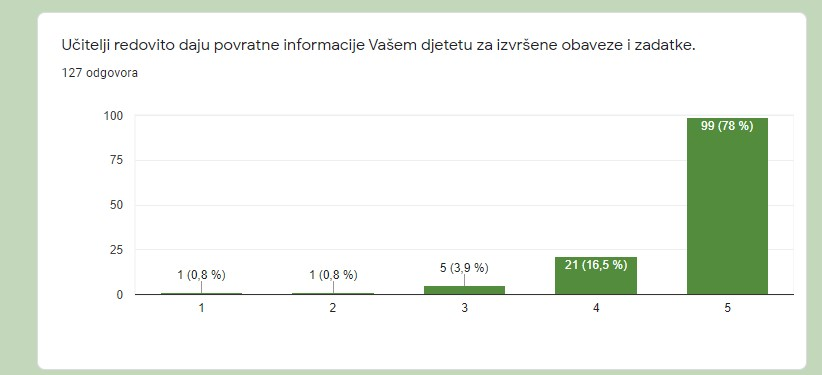 Učitelji redovito daju povratne informacije Vašem djetetu za izvršene obaveze i zadatke.
127 odgovora
100
75
50
25
0
1 (0,8 %)
1 (0,8 %)
5 (3,9 %)
21 (16,5 %)
99 (78 %)
1
2
3
4
5